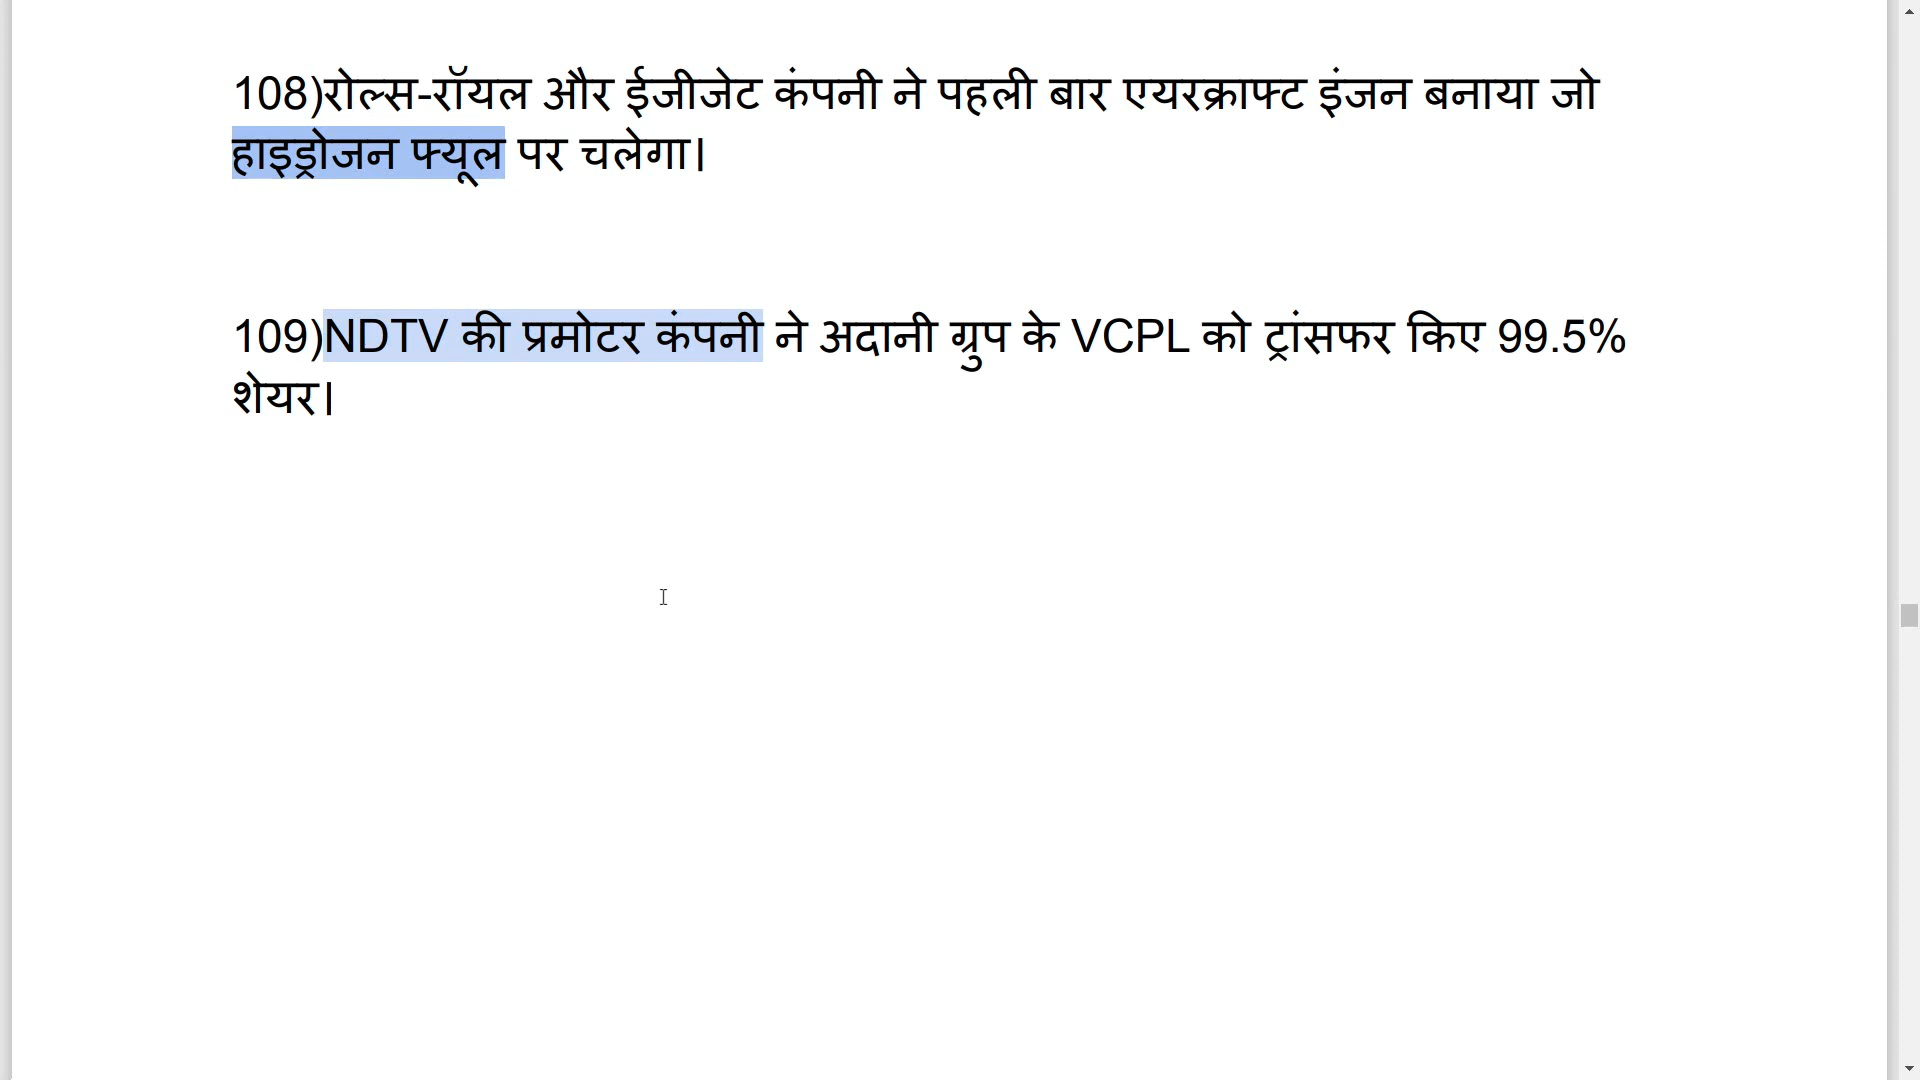 108)रोल्स-रॉयल और ईजीजेट कंपनी ने पहली बार एयरक्राफ्ट इंजन बनाया जो
हाइड्रोजन फ्यूल पर चलेगा।
109)NDTV की प्रमोटर कंपनी ने अदानी ग्रुप के VCPL को ट्रांसफर किए 99.5%
शेयर।